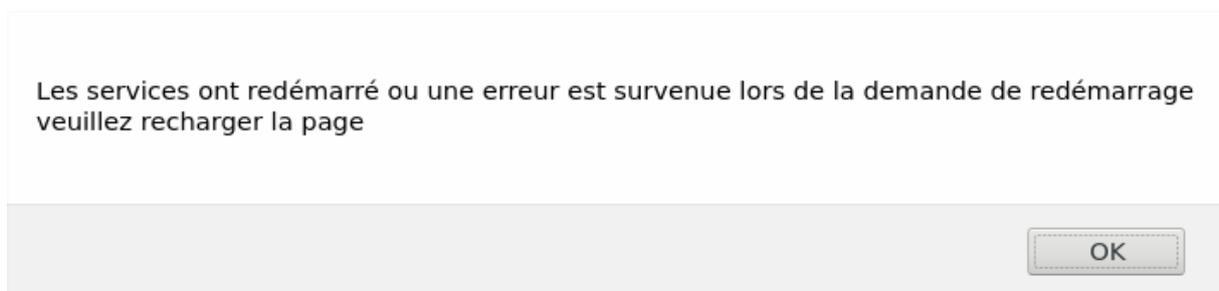 Les services ont redémarré ou une erreur est survenue lors de la demande de redémarrage
veuillez recharger la page
OK